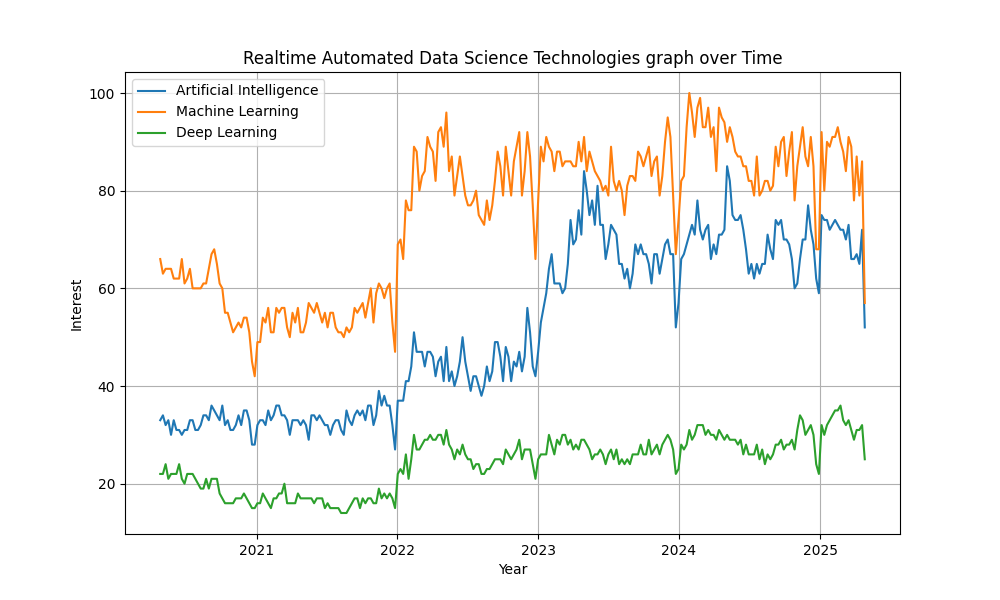 Realtime Automated Data Science Technologies graph over Time
Artificial Intelligence
Machine Learning
Deep Learning
100
80
60
40
20
Interest
2021 2022 2023 2024 2025
Year